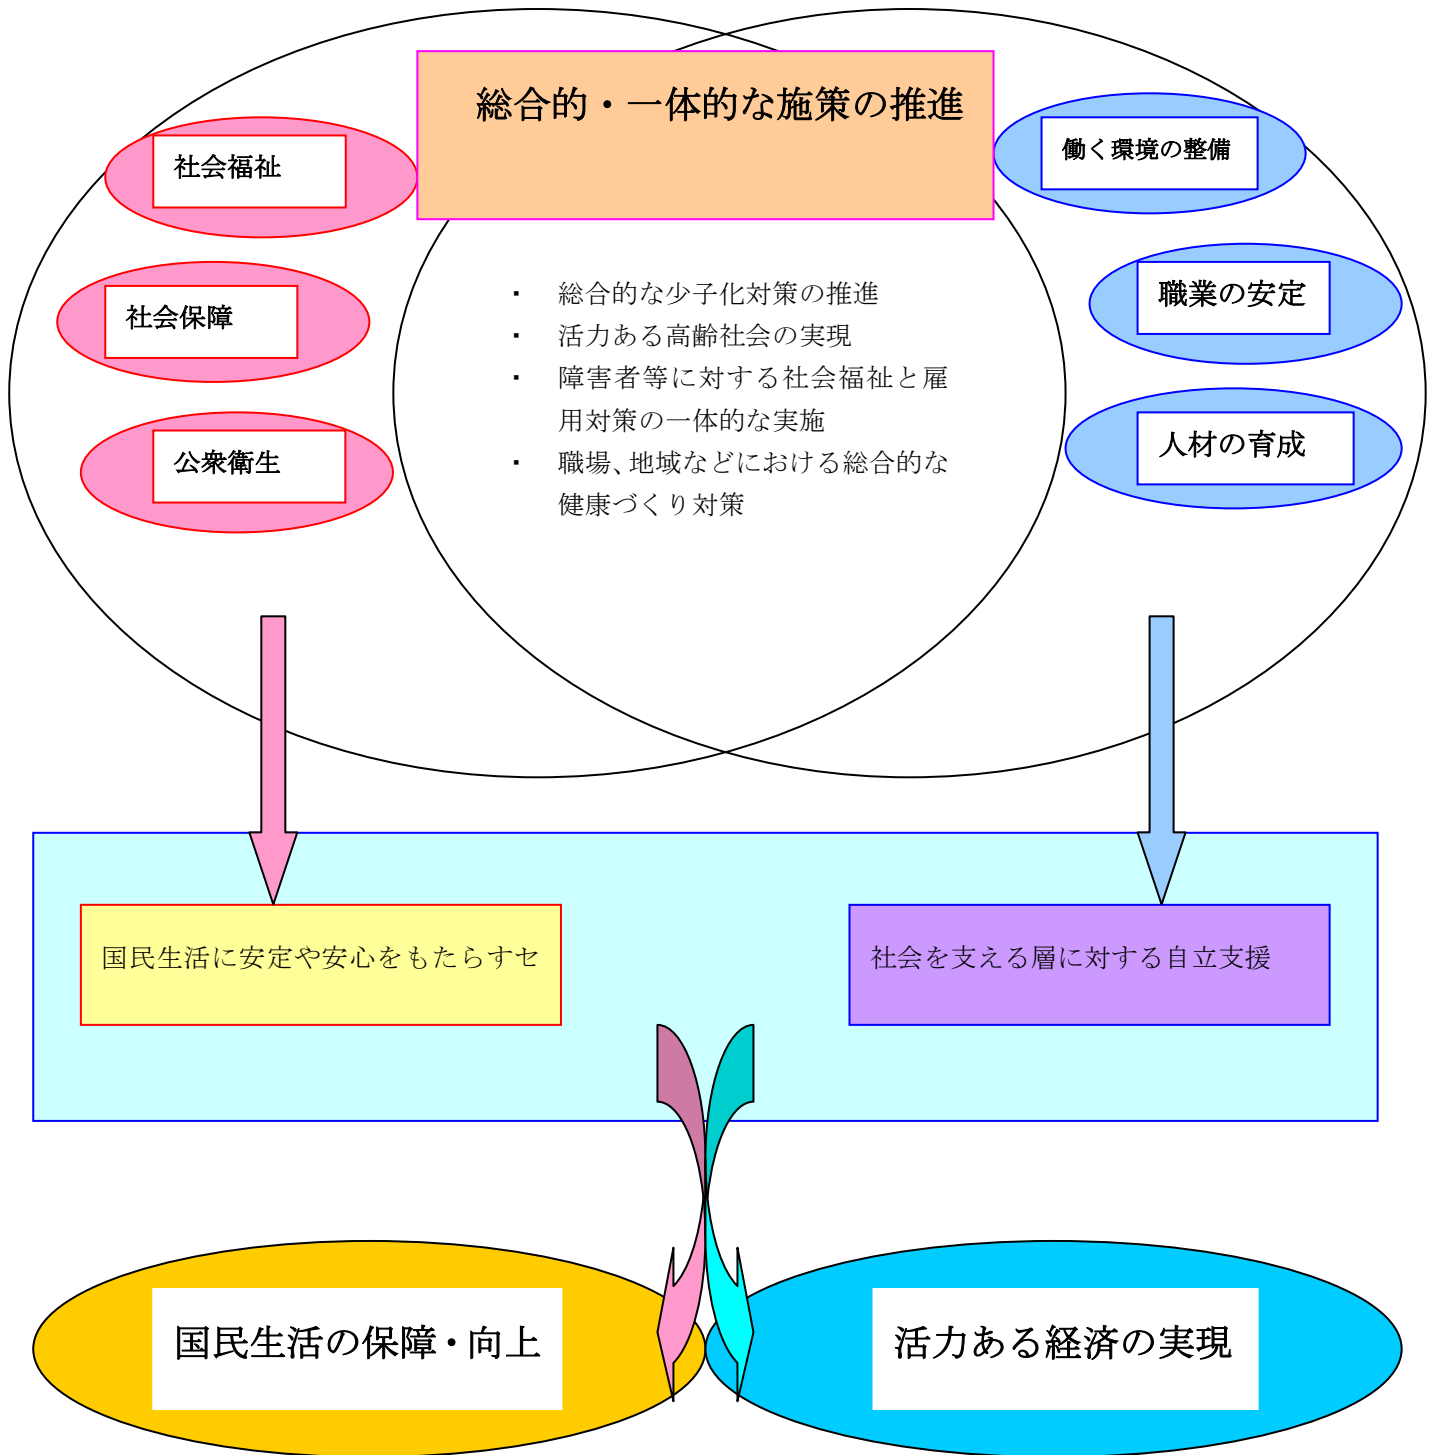 総合的・一体的な施策の推進
社会福祉
社会保障
公衆衛生
働く環境の整備
職業の安定
人材の育成
・ 総合的な少子化対策の推進
・ 活力ある高齢社会の実現
・ 障害者等に対する社会福祉と雇
用対策の一体的な実施
・ 職場、地域などにおける総合的な
健康づくり対策
国民生活に安定や安心をもたらすセ
社会を支える層に対する自立支援
国民生活の保障・向上
活力ある経済の実現